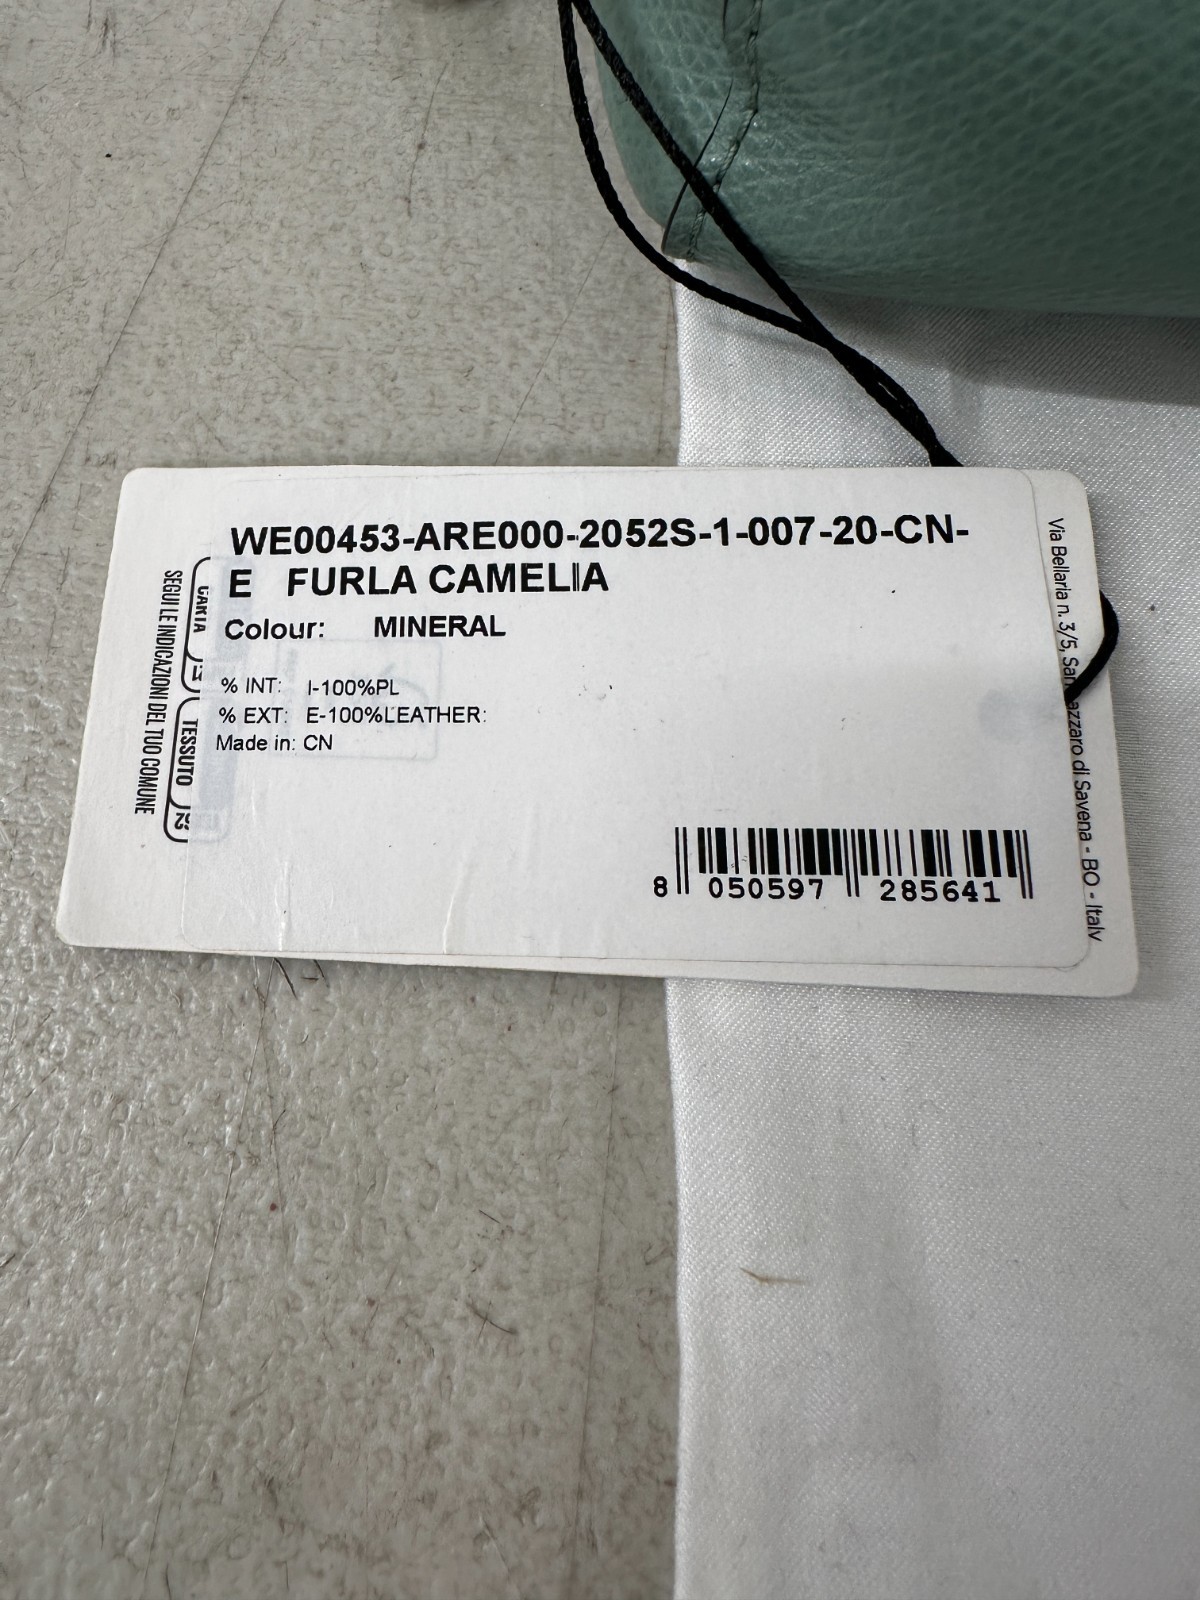 WE00453-ARE000-2052S-1-007-20-CN-
E FURLA CAMELIA
Colour: MINERAL
% INT: I-100%PL
% EXT: E-100%LEATHER:
Made in: CN
8 050597 285641
SEGUI LE INDICAZIONI DEL TUO COMUNE
CARTA
TESSUTO
Via Bellaria n. 3/5, San azzaro di Savena - BO - Italy